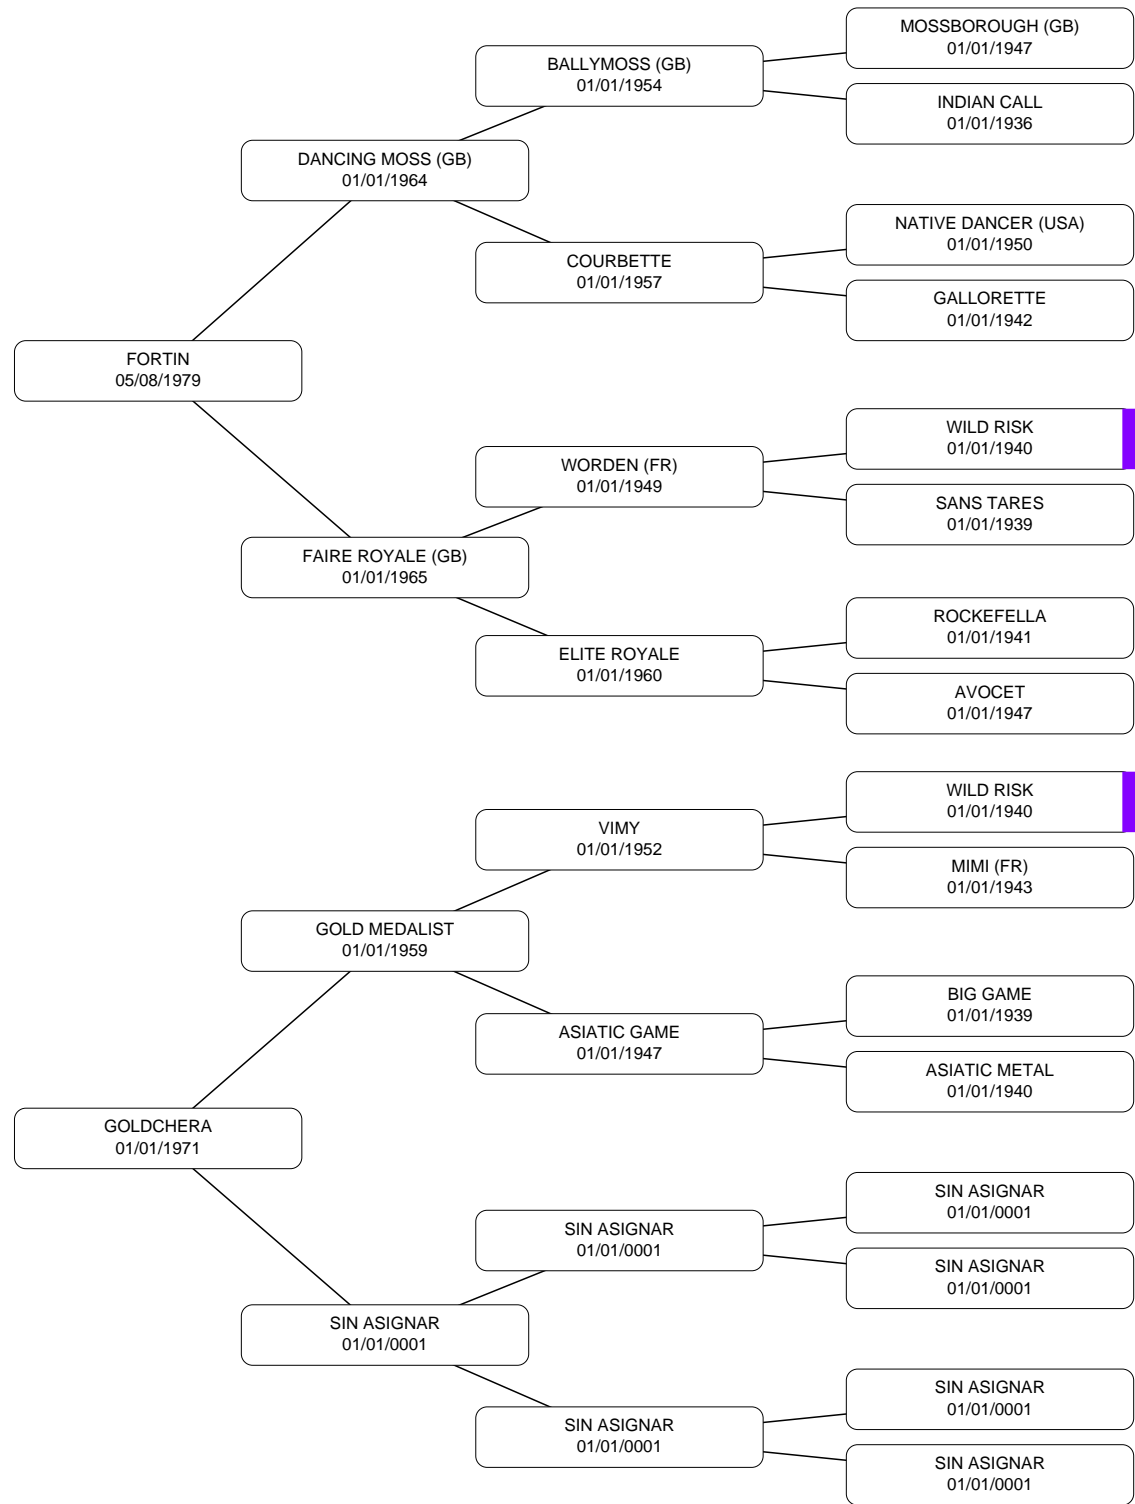 MOSSBOROUGH (GB)
01/01/1947
BALLYMOSS (GB)
01/01/1954
INDIAN CALL
01/01/1936
DANCING MOSS (GB)
01/01/1964
NATIVE DANCER (USA)
01/01/1950
COURBETTE
01/01/1957
GALLORETTE
01/01/1942
FORTIN
05/08/1979
WILD RISK
01/01/1940
WORDEN (FR)
01/01/1949
SANS TARES
01/01/1939
FAIRE ROYALE (GB)
01/01/1965
ROCKEFELLA
01/01/1941
ELITE ROYALE
01/01/1960
AVOCET
01/01/1947
WILD RISK
01/01/1940
VIMY
01/01/1952
MIMI (FR)
01/01/1943
GOLD MEDALIST
01/01/1959
BIG GAME
01/01/1939
ASIATIC GAME
01/01/1947
ASIATIC METAL
01/01/1940
GOLDCHERA
01/01/1971
SIN ASIGNAR
01/01/0001
SIN ASIGNAR
01/01/0001
SIN ASIGNAR
01/01/0001
SIN ASIGNAR
01/01/0001
SIN ASIGNAR
01/01/0001
SIN ASIGNAR
01/01/0001
SIN ASIGNAR
01/01/0001